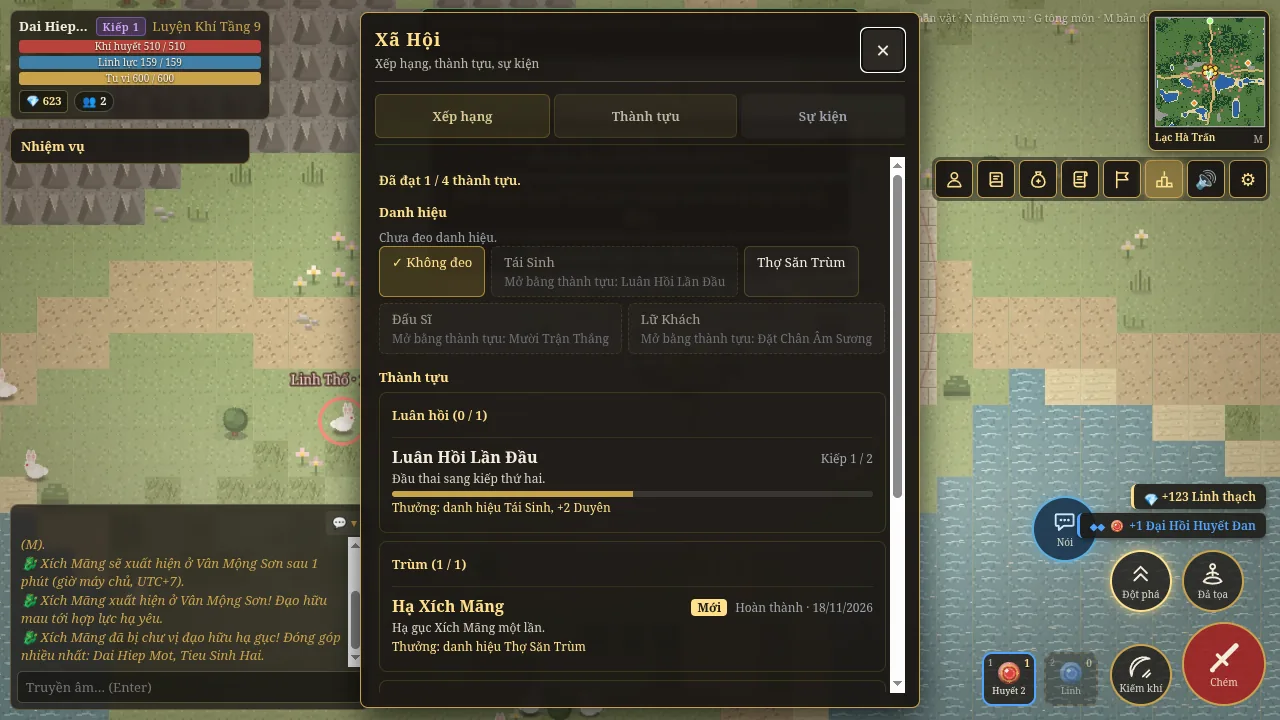 Dai Hiep... Kiếp 1 Luyện Khí Tầng 9
Khí huyết 510 / 510
Linh lực 159 / 159
Tu vi 600 / 600
623
2
Nhiệm vụ
Xã Hội
Xếp hạng, thành tựu, sự kiện
Xếp hạng
Thành tựu
Sự kiện
Đã đạt 1 / 4 thành tựu.
Danh hiệu
Chưa đeo danh hiệu.
✓ Không đeo
Tái Sinh
Mở bằng thành tựu: Luân Hồi Lần Đầu
Thợ Săn Trùm
Đấu Sĩ
Mở bằng thành tựu: Mười Trận Thắng
Lữ Khách
Mở bằng thành tựu: Đặt Chân Âm Sương
Thành tựu
Luân hồi (0 / 1)
Luân Hồi Lần Đầu
Kiếp 1 / 2
Đầu thai sang kiếp thứ hai.
Thưởng: danh hiệu Tái Sinh, +2 Duyên
Trùm (1 / 1)
Hạ Xích Mãng
Mới Hoàn thành · 18/11/2026
Hạ gục Xích Mãng một lần.
Thưởng: danh hiệu Thợ Săn Trùm
N nhiệm vụ · G tông môn · M bản
Lạc Hà Trấn M
Linh Thố
(M).
Xích Mãng sẽ xuất hiện ở Vân Mộng Sơn sau 1
phút (giờ máy chủ, UTC+7).
Xích Mãng xuất hiện ở Vân Mộng Sơn! Đạo hữu
mau tới hợp lực hạ yêu.
Xích Mãng đã bị chư vị đạo hữu hạ gục! Đóng góp
nhiều nhất: Dai Hiep Mot, Tieu Sinh Hai.
Truyền âm... (Enter)
+123 Linh thạch
+1 Đại Hồi Huyết Đan
Nói
Đột phá
Đả tọa
1 1
Huyết 2
2 0
Linh
Kiếm khí
Chém